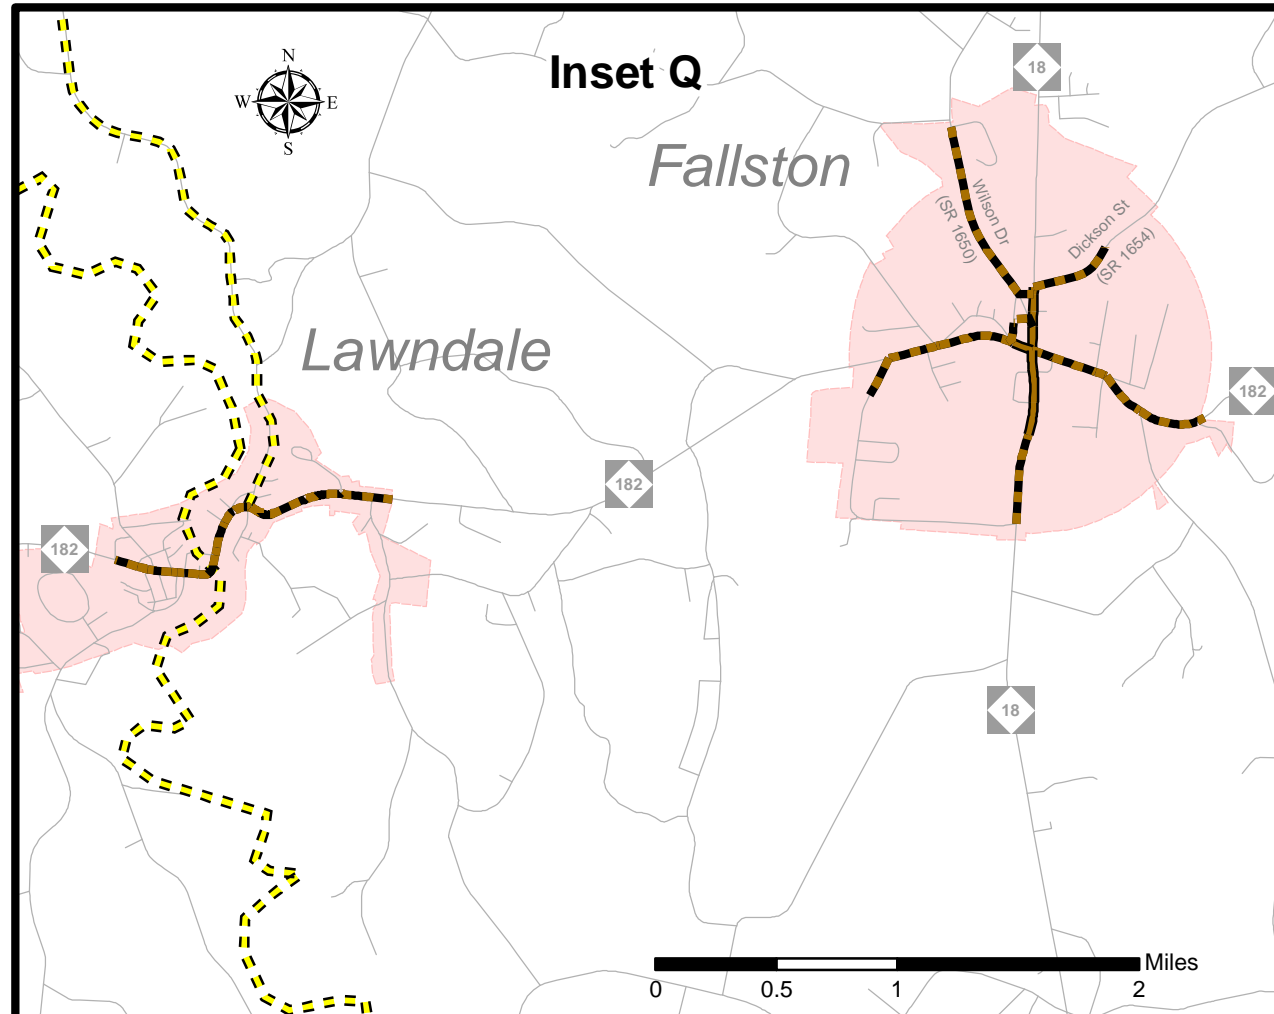 Inset Q
N
W E
S
18
Fallston
Wilson Dr
(SR 1650)
Dickson St
(SR 1654)
Lawndale
182
182
182
18
Miles
0 0.5 1 2